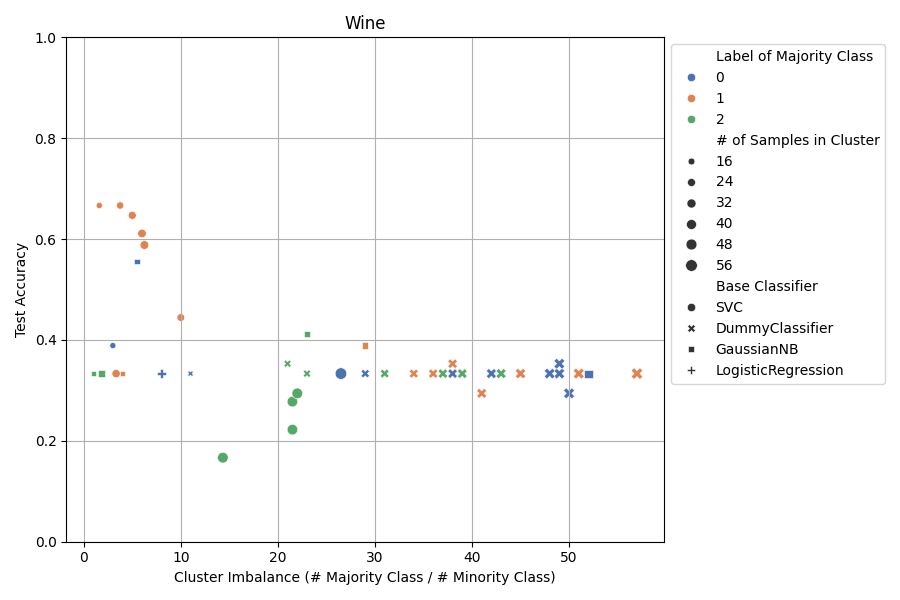 Wine
Test Accuracy
1.0
0.8
0.6
0.4
0.2
0.0
0
10
20
30
40
50
Cluster Imbalance (# Majority Class / # Minority Class)
Label of Majority Class
0
1
2
# of Samples in Cluster
16
24
32
40
48
56
Base Classifier
SVC
DummyClassifier
GaussianNB
LogisticRegression